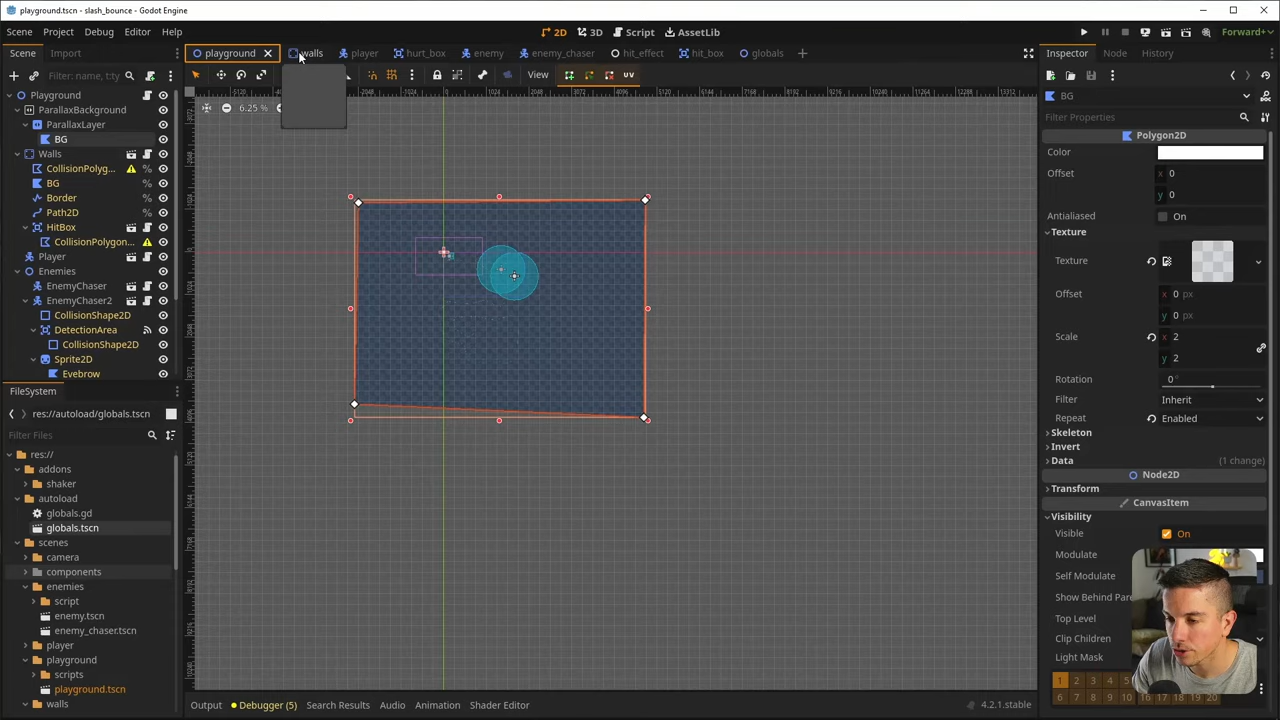 playground.tscn - slash_bounce - Godot Engine
Scene Project Debug Editor Help
2D 3D Script AssetLib
Forward+
Scene Import
playground walls player hurt_box enemy enemy_chaser hit_effect hit_box globals
Inspector Node History
Filter: name, t:ty
View
Playground
ParallaxBackground
ParallaxLayer
BG
Walls
CollisionPolyg...
BG
Border
Path2D
HitBox
CollisionPolygon...
Player
Enemies
EnemyChaser
EnemyChaser2
CollisionShape2D
DetectionArea
CollisionShape2D
Sprite2D
Eyebrow
6.25 %
FileSystem
res://autoload/globals.tscn
Filter Files
res://
addons
shaker
autoload
globals.gd
globals.tscn
scenes
camera
components
enemies
script
enemy.tscn
enemy_chaser.tscn
player
playground
scripts
playground.tscn
walls
Output Debugger (5) Search Results Audio Animation Shader Editor
4.2.1.stable
BG
Filter Properties
Polygon2D
Color
Offset x 0
y 0
Antialiased On
Texture
Texture
Offset x 0 px
y 0 px
Scale x 2
y 2
Rotation 0°
Filter Inherit
Repeat Enabled
Skeleton
Invert
Data (1 change)
Node2D
Transform
CanvasItem
Visibility
Visible On
Modulate
Self Modulate
Show Behind Pare
Top Level
Clip Children
Light Mask
1 2 3 4 5
6 7 8 9 10 11 12 13 14 15 16